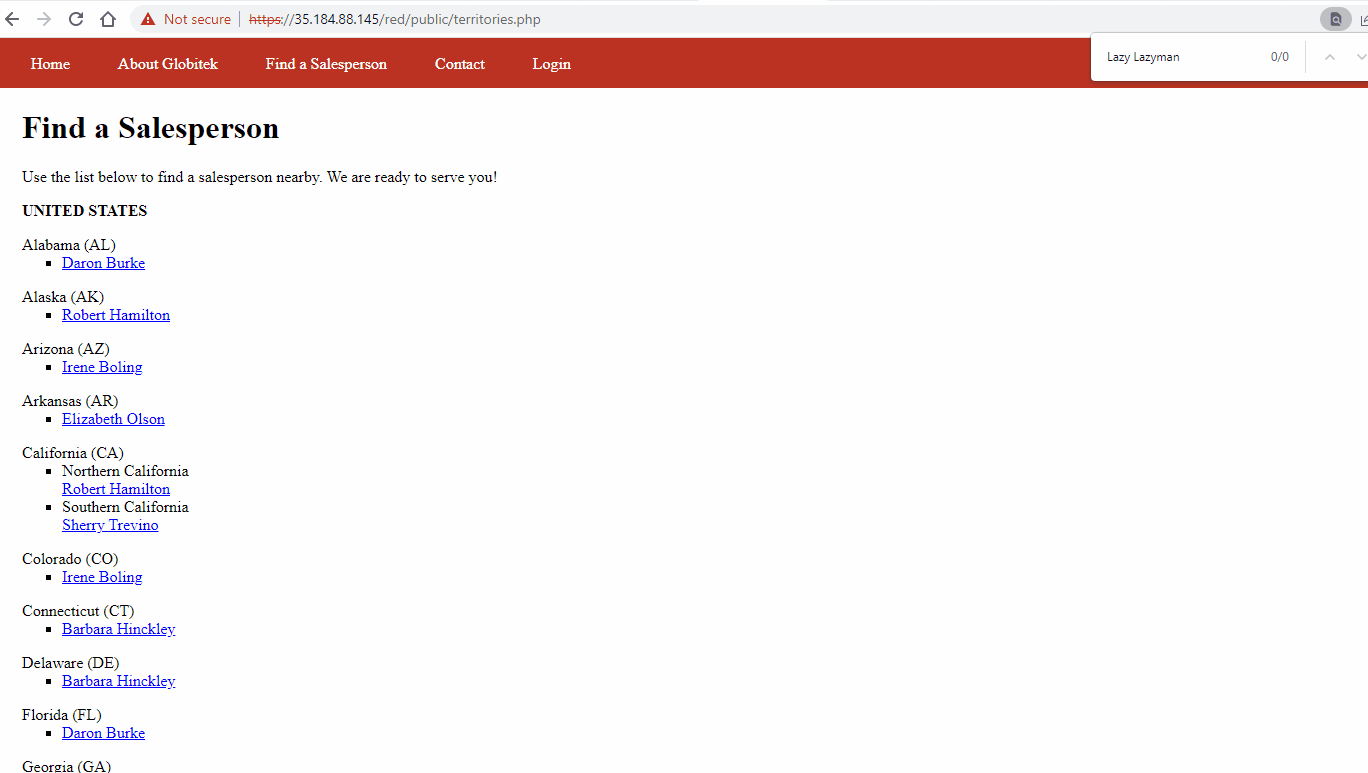 Not secure | https://35.184.88.145/red/public/territories.php
Lazy Lazyman 0/0
Home About Globitek Find a Salesperson Contact Login
Find a Salesperson
Use the list below to find a salesperson nearby. We are ready to serve you!
UNITED STATES
Alabama (AL)
Daron Burke
Alaska (AK)
Robert Hamilton
Arizona (AZ)
Irene Boling
Arkansas (AR)
Elizabeth Olson
California (CA)
Northern California
Robert Hamilton
Southern California
Sherry Trevino
Colorado (CO)
Irene Boling
Connecticut (CT)
Barbara Hinckley
Delaware (DE)
Barbara Hinckley
Florida (FL)
Daron Burke
Georgia (GA)